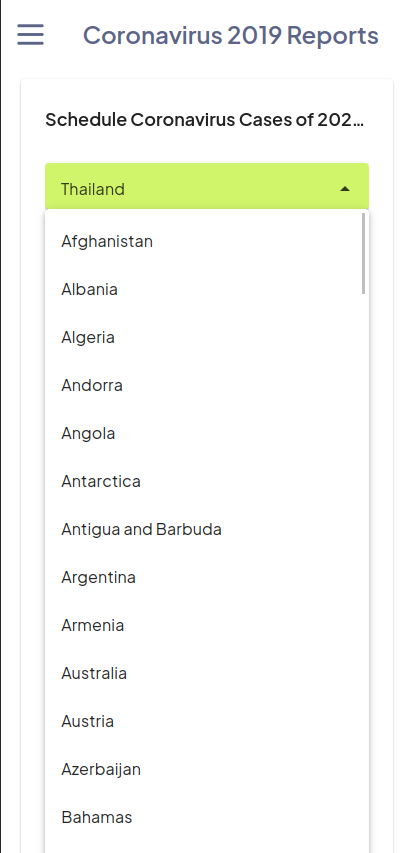 Coronavirus 2019 Reports
Schedule Coronavirus Cases of 202...
Thailand
Afghanistan
Albania
Algeria
Andorra
Angola
Antarctica
Antigua and Barbuda
Argentina
Armenia
Australia
Austria
Azerbaijan
Bahamas